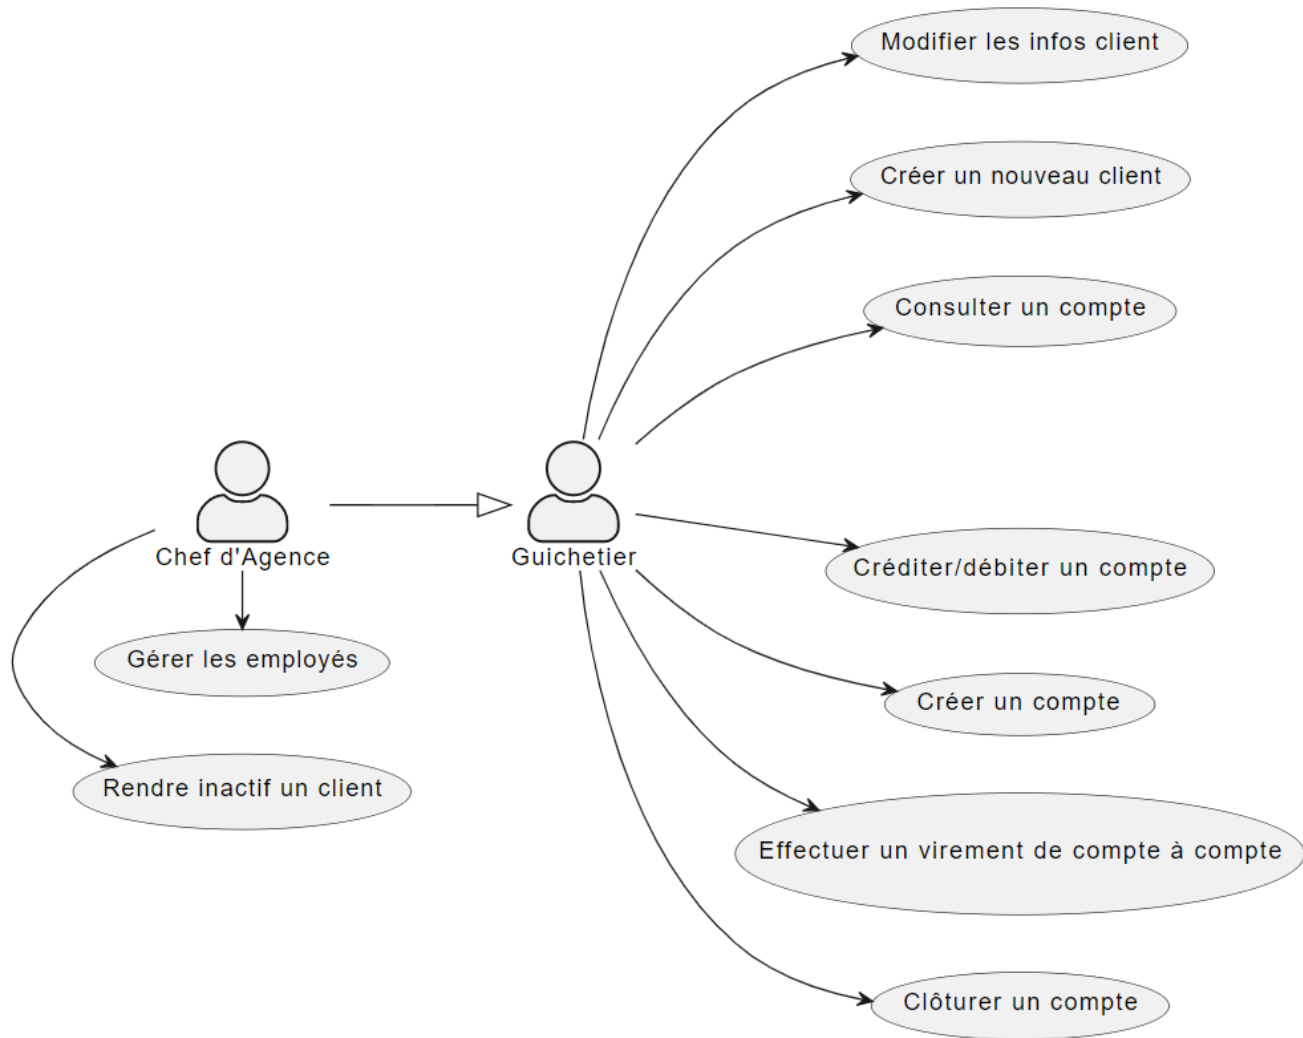 Modifier les infos client
Créer un nouveau client
Consulter un compte
Chef d'Agence
Guichetier
Créditer/débiter un compte
Gérer les employés
Créer un compte
Rendre inactif un client
Effectuer un virement de compte à compte
Clôturer un compte